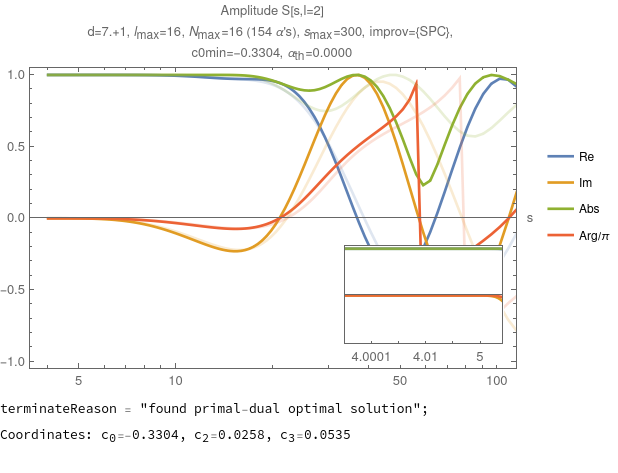 Amplitude S[s,l=2]
d=7.+1, lmax=16, Nmax=16 (154 α's), smax=300, improv={SPC},
c0min=−0.3304, αth=0.0000
1.0
0.5
0.0
−0.5
−1.0
s
Re
Im
Abs
Arg/π
4.0001 4.01 5
5 10 50 100
terminateReason = "found primal-dual optimal solution";
Coordinates: c0=-0.3304, c2=0.0258, c3=0.0535